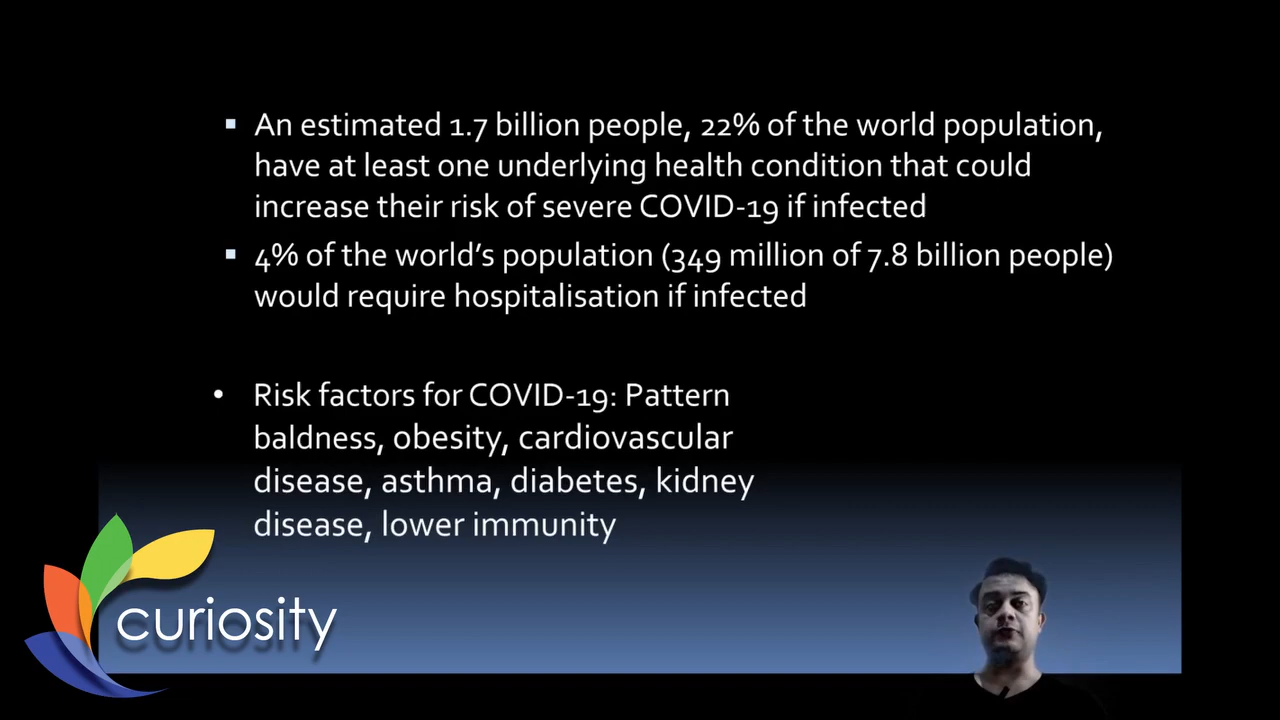 ▪ An estimated 1.7 billion people, 22% of the world population,
have at least one underlying health condition that could
increase their risk of severe COVID-19 if infected
▪ 4% of the world's population (349 million of 7.8 billion people)
would require hospitalisation if infected
• Risk factors for COVID-19: Pattern
baldness, obesity, cardiovascular
disease, asthma, diabetes, kidney
disease, lower immunity
curiosity